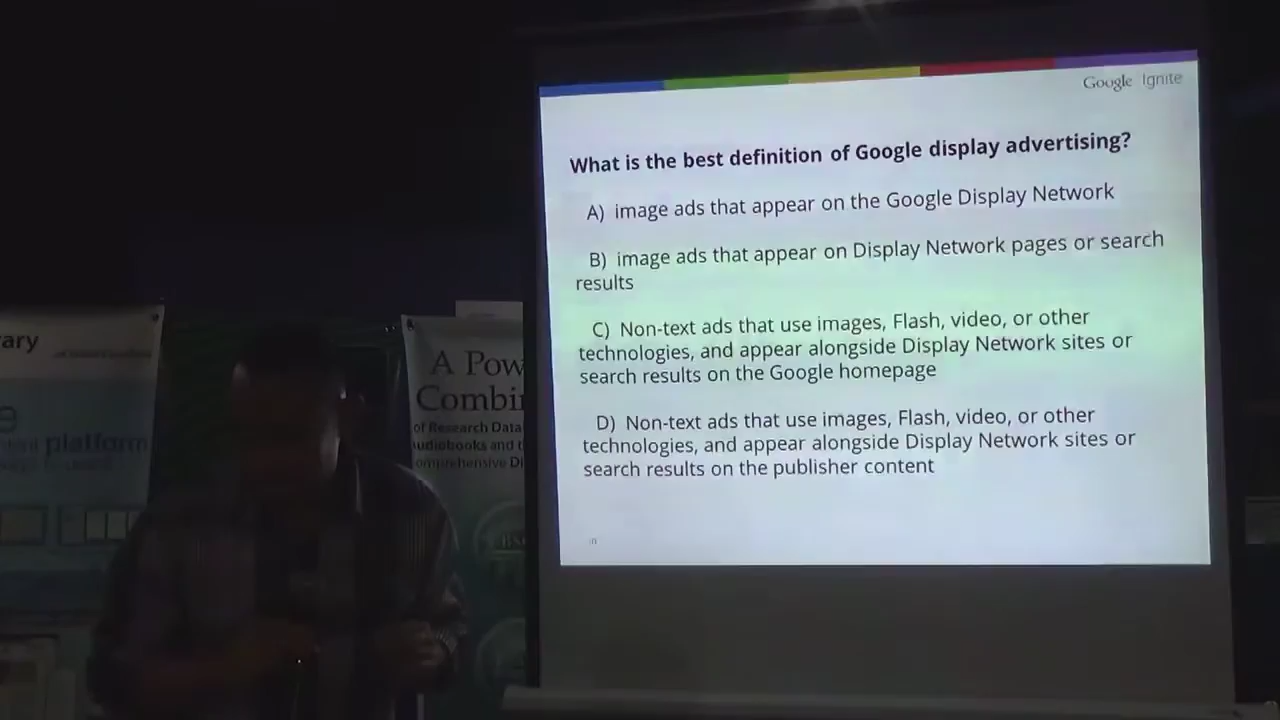 Google Ignite
What is the best definition of Google display advertising?
A) image ads that appear on the Google Display Network
B) image ads that appear on Display Network pages or search
results
C) Non-text ads that use images, Flash, video, or other
technologies, and appear alongside Display Network sites or
search results on the Google homepage
D) Non-text ads that use images, Flash, video, or other
technologies, and appear alongside Display Network sites or
search results on the publisher content
ary
platform
A Pow
Combi
of Research Data
udiobooks and
omprehensive Di